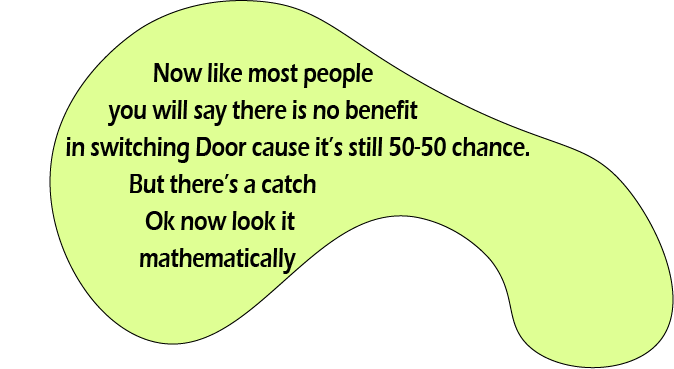 Now like most people
you will say there is no benefit
in switching Door cause it's still 50-50 chance.
But there's a catch
Ok now look it
mathematically